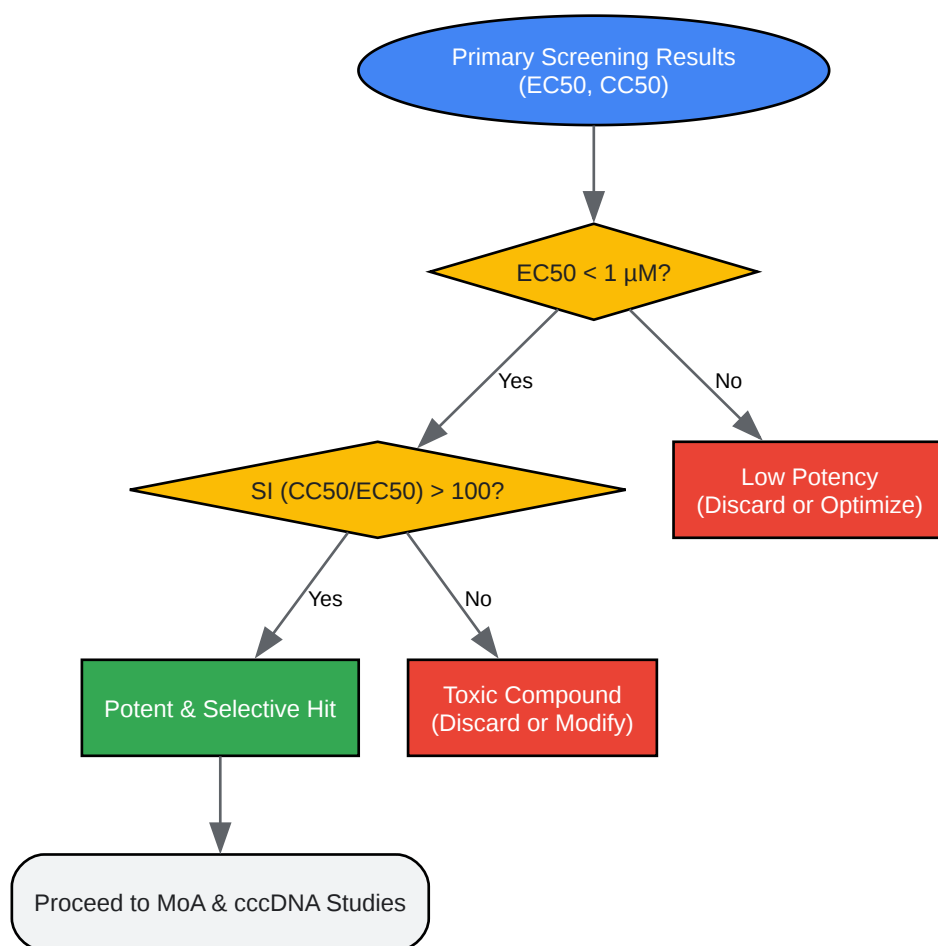 Primary Screening Results
(EC50, CC50)
EC50 < 1 µM?
Yes
No
SI (CC50/EC50) > 100?
Low Potency
(Discard or Optimize)
Yes
No
Potent & Selective Hit
Toxic Compound
(Discard or Modify)
Proceed to MoA & cccDNA Studies